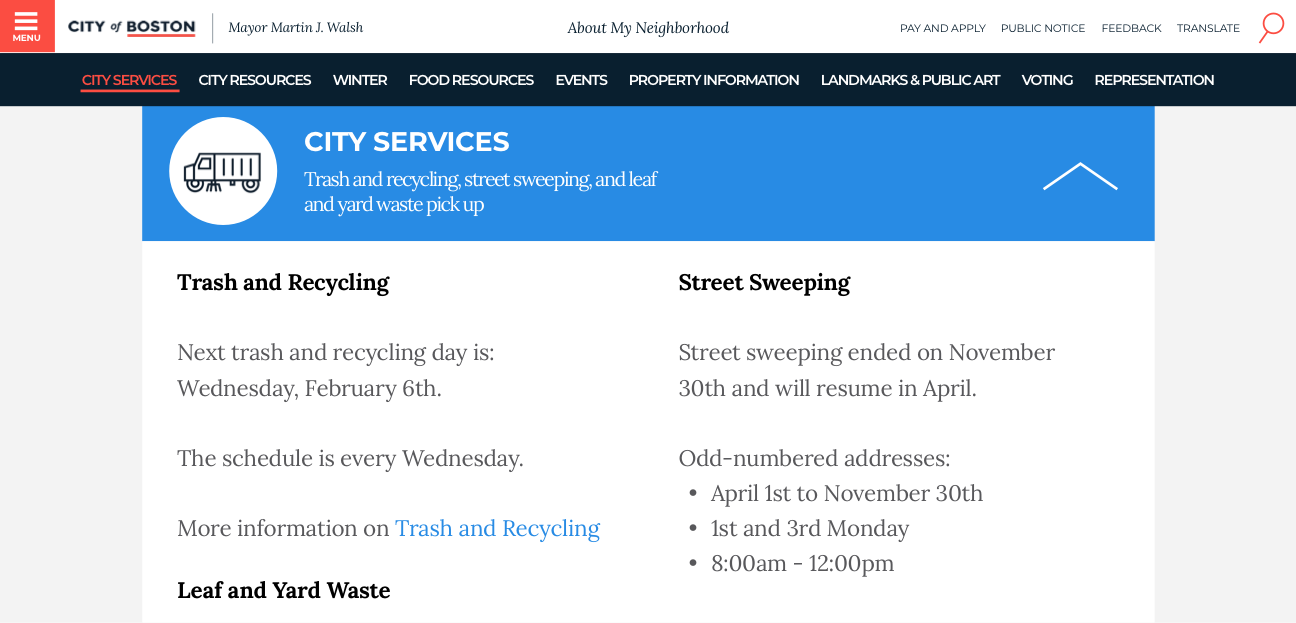 MENU
CITY of BOSTON
Mayor Martin J. Walsh
About My Neighborhood
PAY AND APPLY PUBLIC NOTICE FEEDBACK TRANSLATE
CITY SERVICES CITY RESOURCES WINTER FOOD RESOURCES EVENTS PROPERTY INFORMATION LANDMARKS & PUBLIC ART VOTING REPRESENTATION
CITY SERVICES
Trash and recycling, street sweeping, and leaf
and yard waste pick up
Trash and Recycling
Next trash and recycling day is:
Wednesday, February 6th.
The schedule is every Wednesday.
More information on Trash and Recycling
Leaf and Yard Waste
Street Sweeping
Street sweeping ended on November
30th and will resume in April.
Odd-numbered addresses:
• April 1st to November 30th
• 1st and 3rd Monday
• 8:00am - 12:00pm